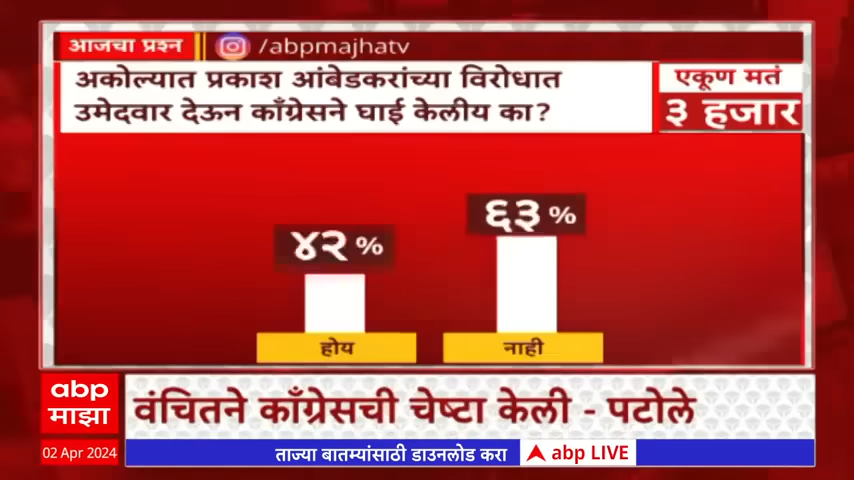 आजचा प्रश्न
/abpmajhatv
अकोल्यात प्रकाश आंबेडकरांच्या विरोधात
उमेदवार देऊन काँग्रेसने घाई केलीय का?
एकूण मतं
३ हजार
४२ %
६३ %
होय
नाही
abp
माझा
वंचितने काँग्रेसची चेष्टा केली - पटोले
02 Apr 2024
ताज्या बातम्यांसाठी डाउनलोड करा
abp LIVE